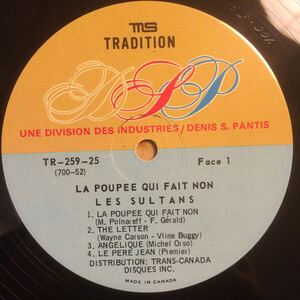 MS
TRADITION
DSP
UNE DIVISION DES INDUSTRIES/DENIS S. PANTIS
TR-259-25 Face 1
(700-52)
LA POUPEE QUI FAIT NON
LES SULTANS
1. LA POUPEE QUI FAIT NON
(M. Polnareff - F. Gérald)
2. THE LETTER
(Wayne Carson - Vline Buggy)
3. ANGELIQUE (Michel Orso)
4. LE PERE JEAN (Premier)
DISTRIBUTION: TRANS-CANADA
DISQUES INC.
MADE IN CANADA